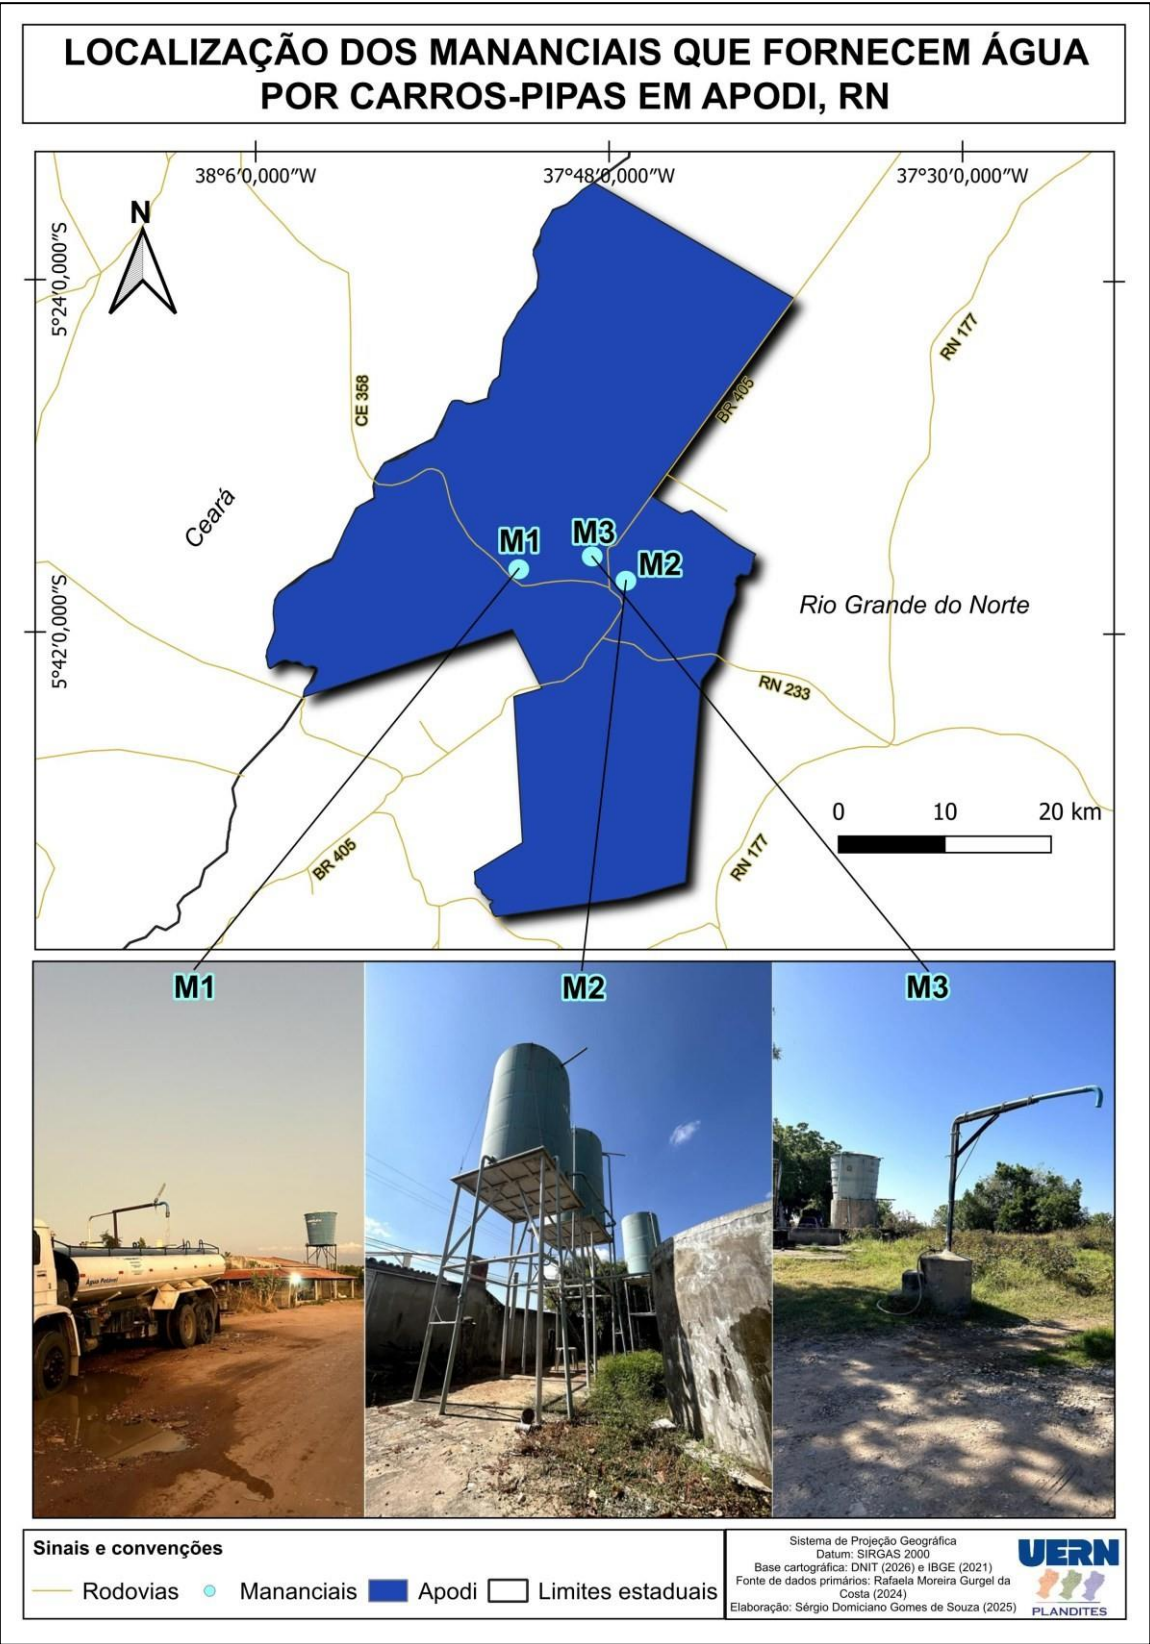 LOCALIZAÇÃO DOS MANANCIAIS QUE FORNECEM ÁGUA
POR CARROS-PIPAS EM APODI, RN
38°6'0,000"W
37°48'0,000"W
37°30'0,000"W
N
5°24'0,000"S
RN 177
CE 358
BR 405
Ceará
M1
M3
M2
Rio Grande do Norte
5°42'0,000"S
RN 233
0 10 20 km
BR 405
RN 177
M1
M2
M3
Água Potável
Sinais e convenções
Rodovias
Mananciais
Apodi
Limites estaduais
Sistema de Projeção Geográfica
Datum: SIRGAS 2000
Base cartográfica: DNIT (2026) e IBGE (2021)
Fonte de dados primários: Rafaela Moreira Gurgel da
Costa (2024)
Elaboração: Sérgio Domiciano Gomes de Souza (2025)
UERN
PLANDITES